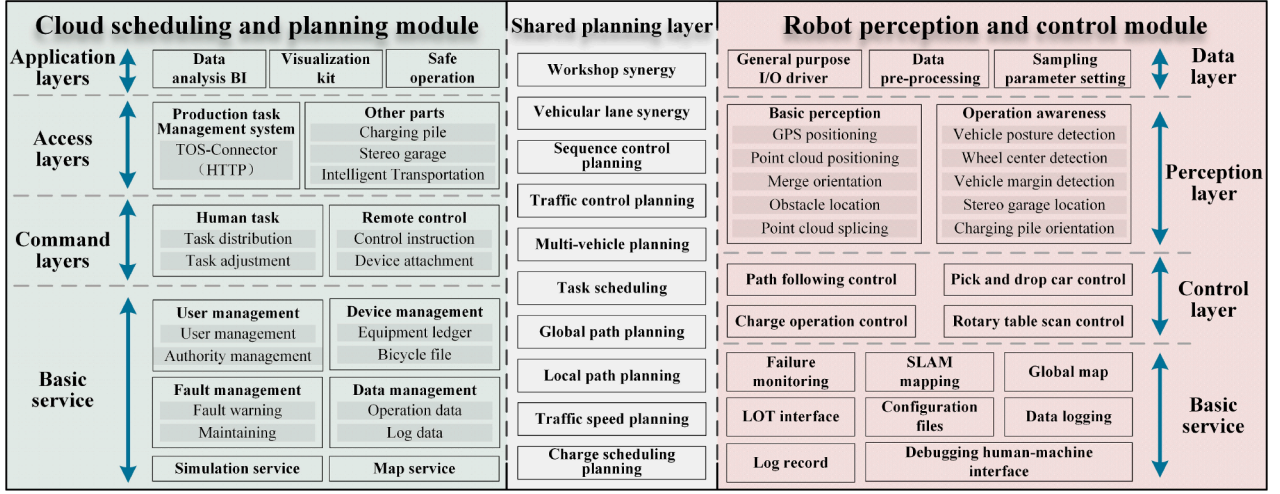 Cloud scheduling and planning module
Application
layers
Data
analysis BI
Visualization
kit
Safe
operation
Access
layers
Production task
Management system
TOS-Connector
（HTTP）
Other parts
Charging pile
Stereo garage
Intelligent Transportation
Command
layers
Human task
Task distribution
Task adjustment
Remote control
Control instruction
Device attachment
Basic
service
User management
User management
Authority management
Device management
Equipment ledger
Bicycle file
Fault management
Fault warning
Maintaining
Data management
Operation data
Log data
Simulation service
Map service
Shared planning layer
Workshop synergy
Vehicular lane synergy
Sequence control
planning
Traffic control planning
Multi-vehicle planning
Task scheduling
Global path planning
Local path planning
Traffic speed planning
Charge scheduling
planning
Robot perception and control module
General purpose
I/O driver
Data
pre-processing
Sampling
parameter setting
Data
layer
Basic perception
GPS positioning
Point cloud positioning
Merge orientation
Obstacle location
Point cloud splicing
Operation awareness
Vehicle posture detection
Wheel center detection
Vehicle margin detection
Stereo garage location
Charging pile orientation
Perception
layer
Path following control
Pick and drop car control
Charge operation control
Rotary table scan control
Control
layer
Failure
monitoring
SLAM
mapping
Global map
LOT interface
Configuration
files
Data logging
Log record
Debugging human-machine
interface
Basic
service